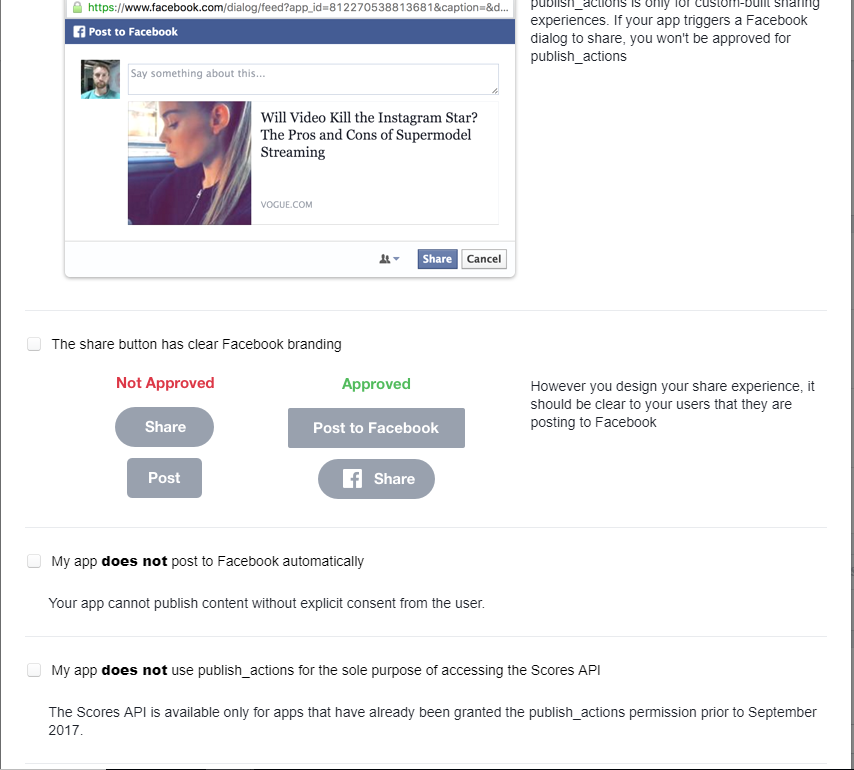 https://www.facebook.com/dialog/feed?app_id=812270538813681&caption=&d...
Post to Facebook
Say something about this...
Will Video Kill the Instagram Star?
The Pros and Cons of Supermodel
Streaming
VOGUE.COM
Share Cancel
publish_actions is only for custom-built sharing
experiences. If your app triggers a Facebook
dialog to share, you won't be approved for
publish_actions
The share button has clear Facebook branding
Not Approved
Share
Post
Approved
Post to Facebook
Share
However you design your share experience, it
should be clear to your users that they are
posting to Facebook
My app does not post to Facebook automatically
Your app cannot publish content without explicit consent from the user.
My app does not use publish_actions for the sole purpose of accessing the Scores API
The Scores API is available only for apps that have already been granted the publish_actions permission prior to September
2017.